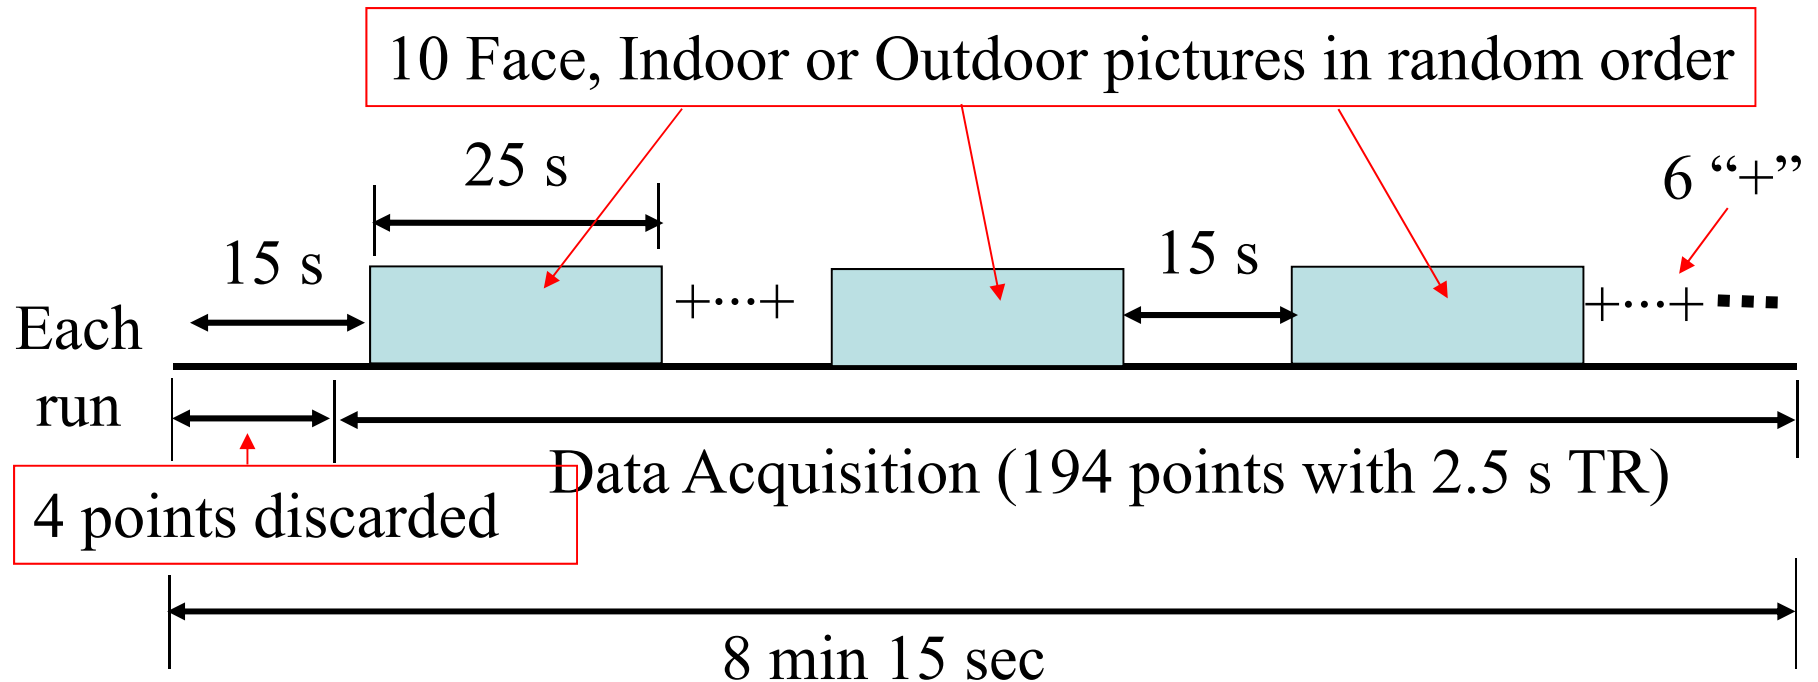 10 Face, Indoor or Outdoor pictures in random order
25 s
6 “+”
15 s
15 s
+···+
+···+
Each
run
Data Acquisition (194 points with 2.5 s TR)
4 points discarded
8 min 15 sec